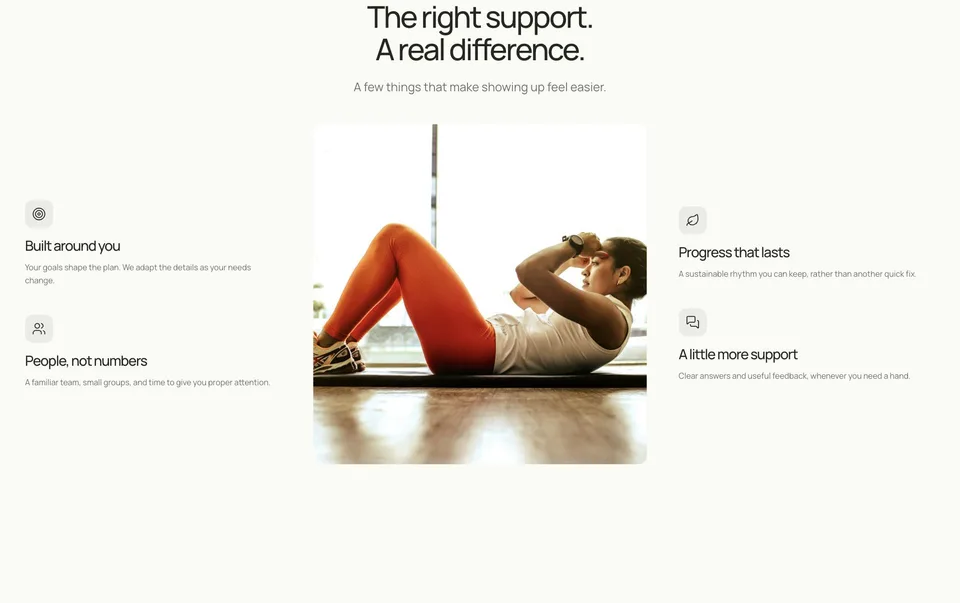 The right support.
A real difference.
A few things that make showing up feel easier.
Built around you
Your goals shape the plan. We adapt the details as your needs
change.
People, not numbers
A familiar team, small groups, and time to give you proper attention.
Progress that lasts
A sustainable rhythm you can keep, rather than another quick fix.
A little more support
Clear answers and useful feedback, whenever you need a hand.